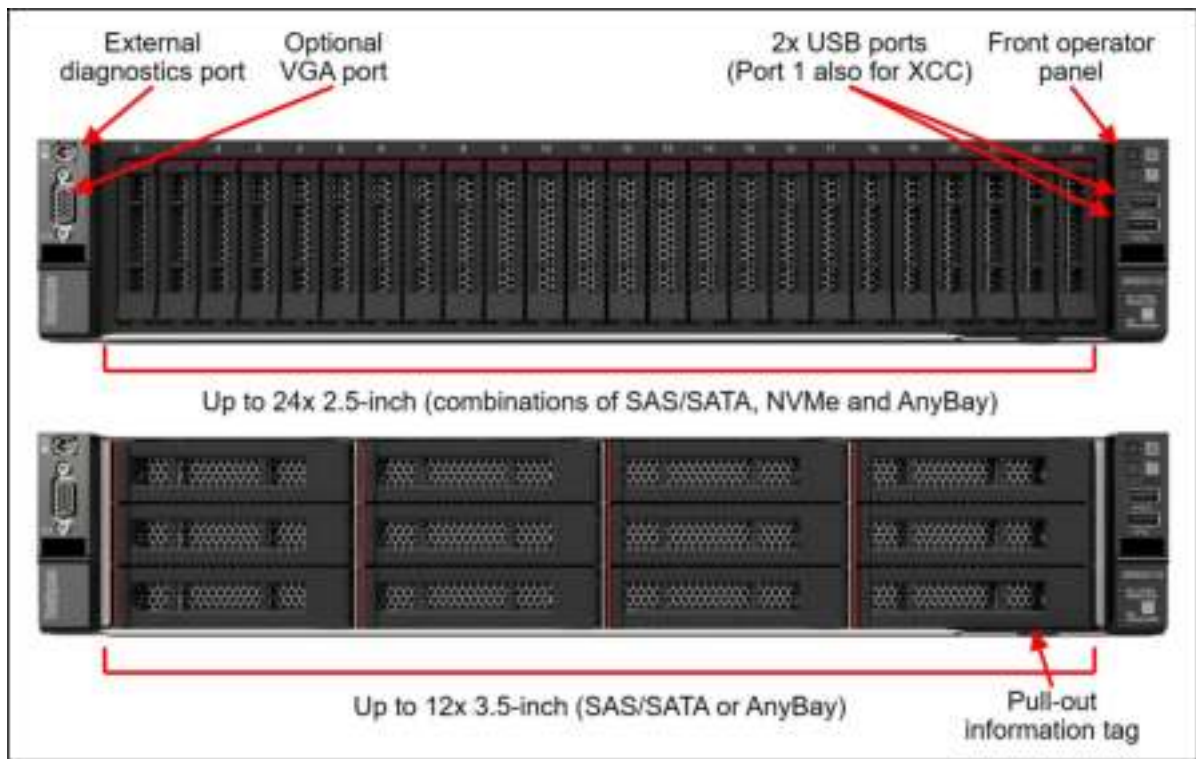 External
diagnostics port
Optional
VGA port
2x USB ports
(Port 1 also for XCC)
Front operator
panel
Up to 24x 2.5-inch (combinations of SAS/SATA, NVMe and AnyBay)
Up to 12x 3.5-inch (SAS/SATA or AnyBay)
Pull-out
information tag